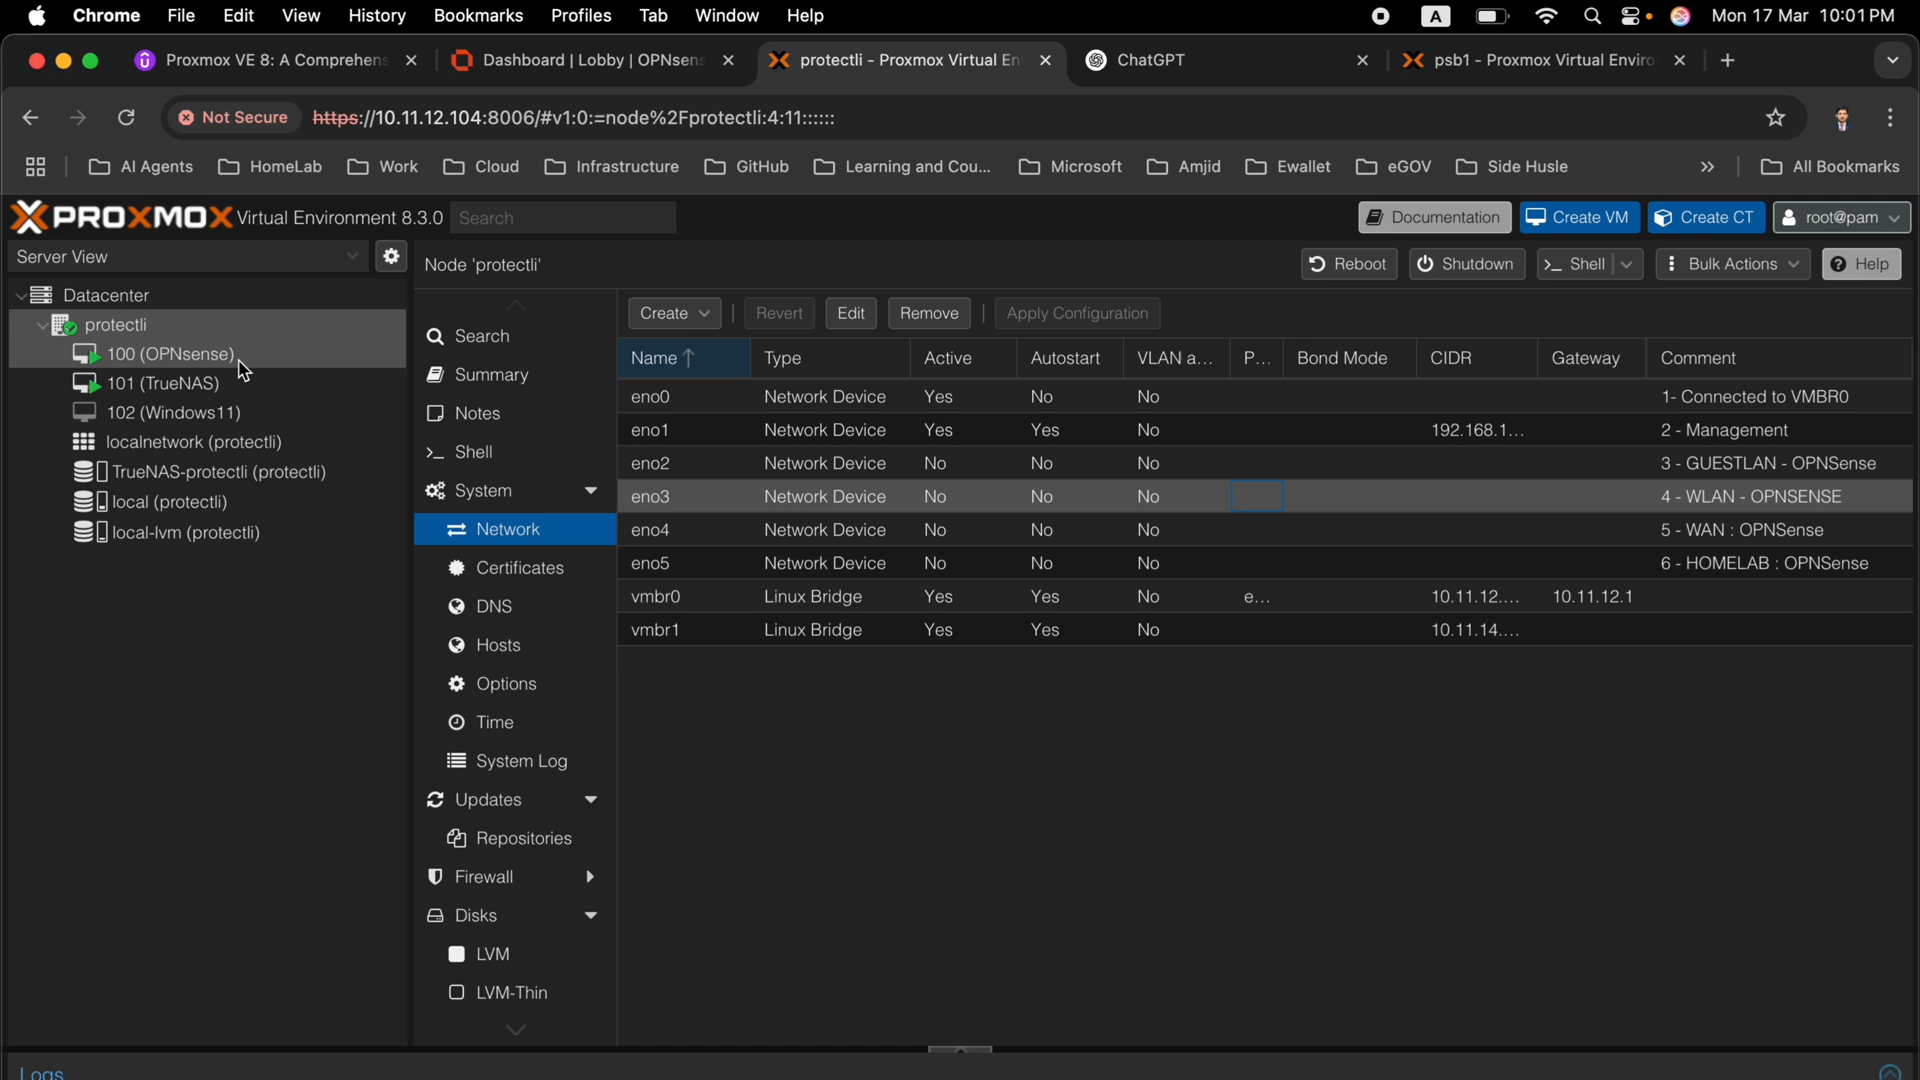 Chrome File Edit View History Bookmarks Profiles Tab Window Help A Mon 17 Mar 10:01 PM
Proxmox VE 8: A Comprehens Dashboard | Lobby | OPNsens protectli - Proxmox Virtual En ChatGPT psb1 - Proxmox Virtual Enviro
Not Secure https://10.11.12.104:8006/#v1:0:=node%2Fprotectli:4:11::::::
AI Agents HomeLab Work Cloud Infrastructure GitHub Learning and Cou... Microsoft Amjid Ewallet eGOV Side Husle » All Bookmarks
PROXMOX Virtual Environment 8.3.0 Search Documentation Create VM Create CT root@pam
Server View
Node 'protectli' Reboot Shutdown Shell Bulk Actions Help
Datacenter
protectli
100 (OPNsense)
101 (TrueNAS)
102 (Windows11)
localnetwork (protectli)
TrueNAS-protectli (protectli)
local (protectli)
local-lvm (protectli)
Search
Summary
Notes
Shell
System
Network
Certificates
DNS
Hosts
Options
Time
System Log
Updates
Repositories
Firewall
Disks
LVM
LVM-Thin
Create Revert Edit Remove Apply Configuration
Name Type Active Autostart VLAN a... P... Bond Mode CIDR Gateway Comment
eno0 Network Device Yes No No 1- Connected to VMBR0
eno1 Network Device Yes Yes No 192.168.1... 2 - Management
eno2 Network Device No No No 3 - GUESTLAN - OPNSense
eno3 Network Device No No No 4 - WLAN - OPNSENSE
eno4 Network Device No No No 5 - WAN : OPNSense
eno5 Network Device No No No 6 - HOMELAB : OPNSense
vmbr0 Linux Bridge Yes Yes No e... 10.11.12.... 10.11.12.1
vmbr1 Linux Bridge Yes Yes No 10.11.14....
Logs